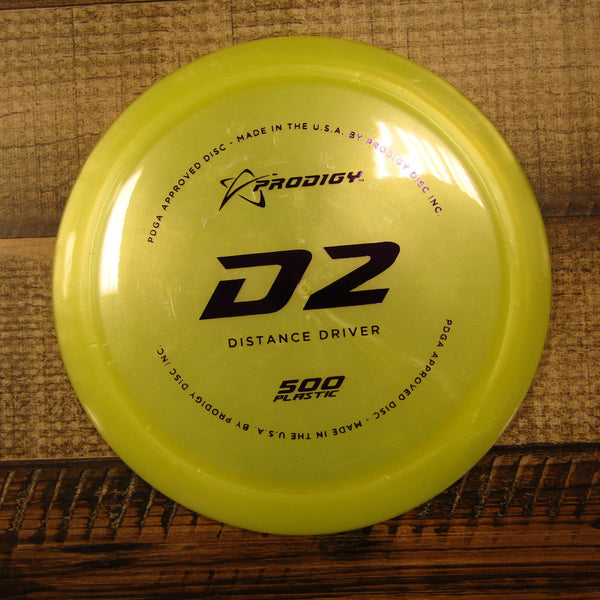 PDGA APPROVED DISC - MADE IN THE U.S.A. BY PRODIGY DISC INC.
PRODIGY™
D2
DISTANCE DRIVER
500
PLASTIC
PDGA APPROVED DISC - MADE IN THE U.S.A. BY PRODIGY DISC INC.